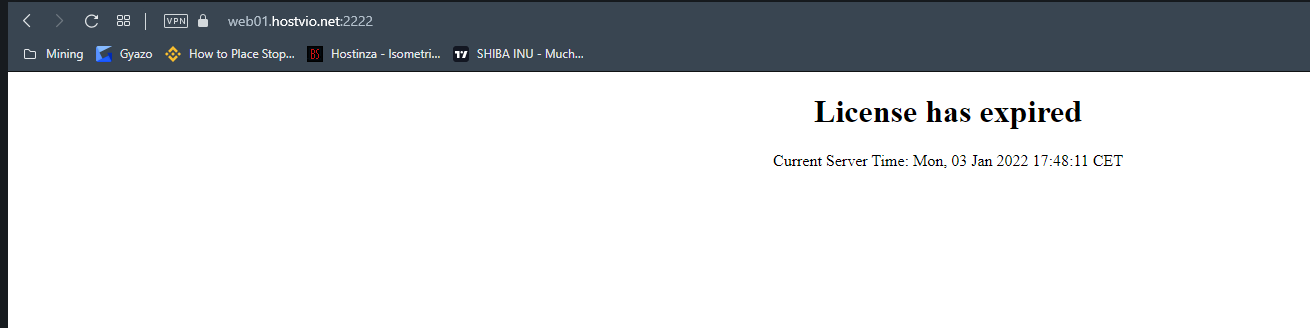 VPN web01.hostvio.net:2222
Mining Gyazo How to Place Stop... Hostinza - Isometri... SHIBA INU - Much...
License has expired
Current Server Time: Mon, 03 Jan 2022 17:48:11 CET